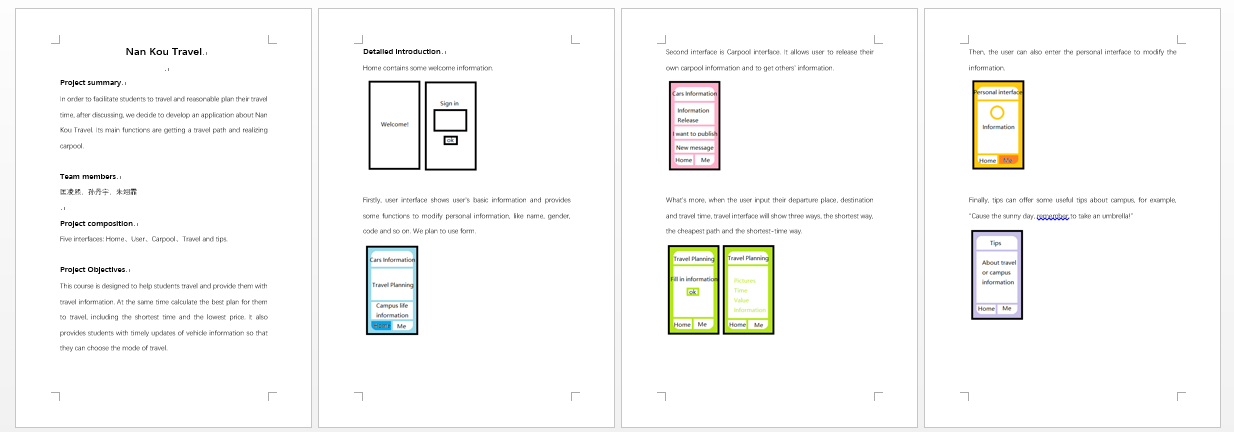 Nan Kou Travel.
Project summary.
In order to facilitate students to travel and reasonable plan their travel
time, after discussing, we decide to develop an application about Nan
Kou Travel. Its main functions are getting a travel path and realizing
carpool.
Team members.
匡凌熙、孙丹宇、朱翊霏
Project composition
Five interfaces: Home、User、Carpool、Travel and tips.
Project Objectives.
This course is designed to help students travel and provide them with
travel information. At the same time calculate the best plan for them
to travel, including the shortest time and the lowest price. It also
provides students with timely updates of vehicle information so that
they can choose the mode of travel.
Detailed Introduction.
Home contains some welcome information.
Welcome!
Sign in
ok
Firstly, user interface shows user's basic information and provides
some functions to modify personal information, like name, gender,
code and so on. We plan to use form.
Cars Information
Travel Planning
Campus life
information
Me
Second interface is Carpool interface. It allows user to release their
own carpool information and to get others' information.
Cars Information
Information
Release
I want to publish
New message
Home Me
What's more, when the user input their departure place, destination
and travel time, travel interface will show three ways, the shortest way,
the cheapest path and the shortest-time way.
Travel Planning
Fill in information
ok
Home Me
Travel Planning
Pictures
Time
Value
Information
Home Me
Then, the user can also enter the personal interface to modify the
information.
Personal interface
Information
Home Me
Finally, tips can offer some useful tips about campus, for example,
"Cause the sunny day, remember to take an umbrella!"
Tips
About travel
or campus
information
Home Me